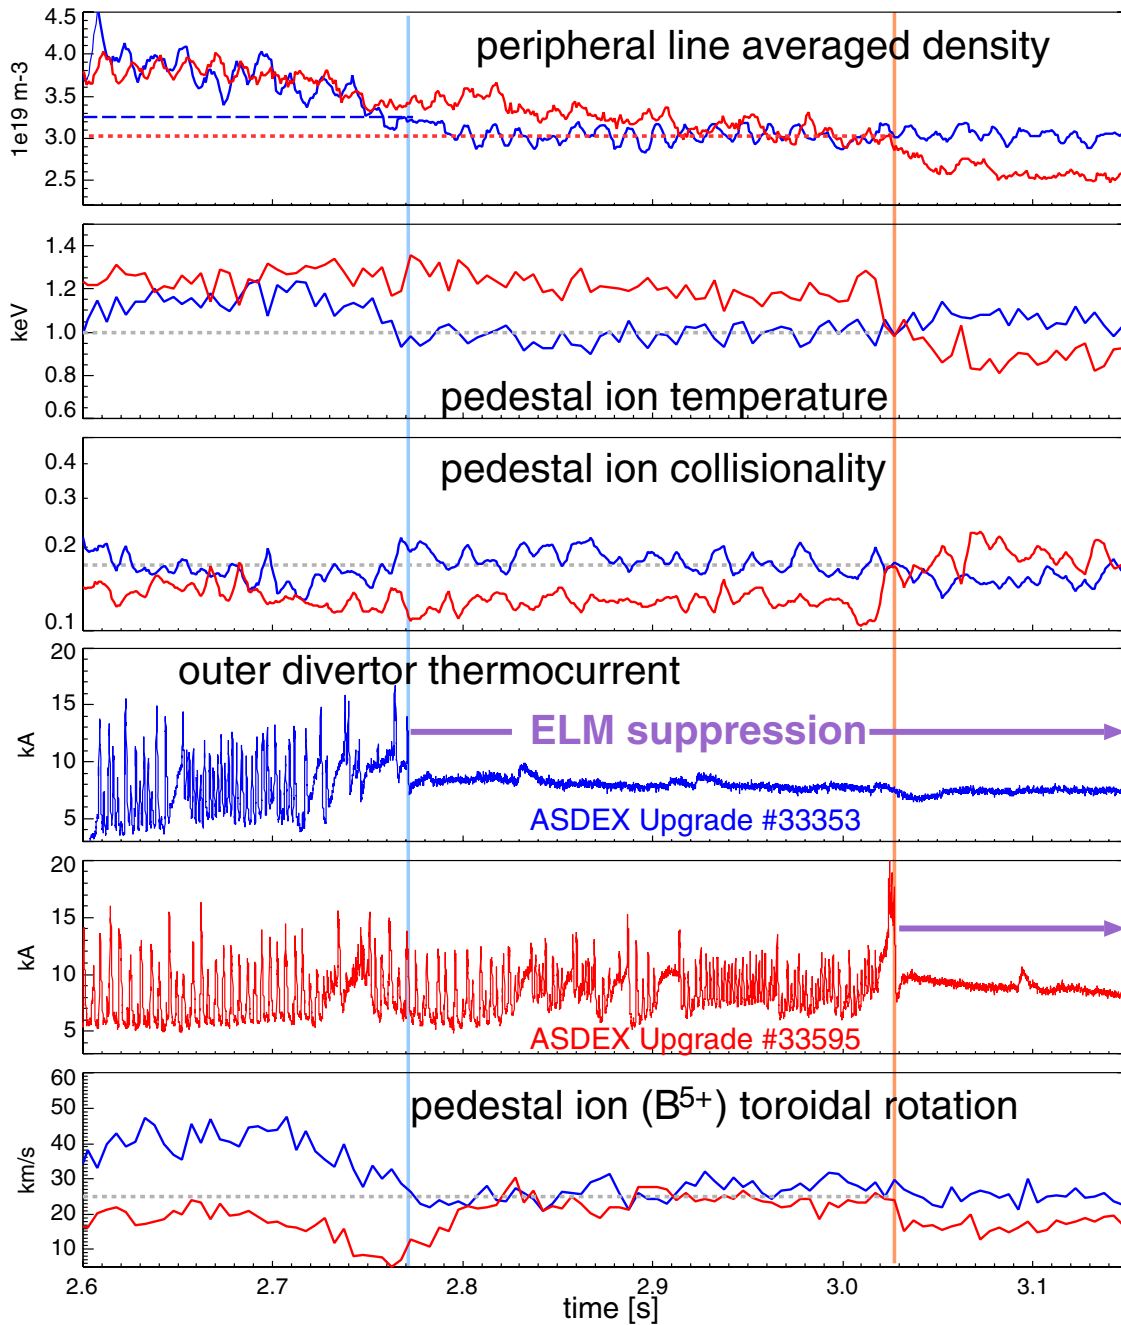 4.5
4.0
3.5
3.0
2.5
1e19 m-3
peripheral line averaged density
1.4
1.2
1.0
0.8
0.6
keV
pedestal ion temperature
0.4
0.3
0.2
0.1
pedestal ion collisionality
20
15
10
5
kA
outer divertor thermocurrent
ELM suppression
ASDEX Upgrade #33353
20
15
10
5
kA
ASDEX Upgrade #33595
60
50
40
30
20
10
km/s
pedestal ion (B5+) toroidal rotation
2.6 2.7 2.8 2.9 3.0 3.1
time [s]